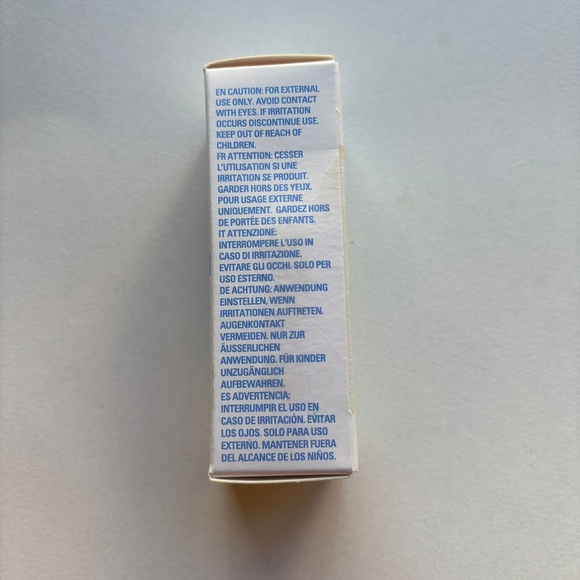 EN CAUTION: FOR EXTERNAL
USE ONLY. AVOID CONTACT
WITH EYES. IF IRRITATION
OCCURS DISCONTINUE USE.
KEEP OUT OF REACH OF
CHILDREN.
FR ATTENTION: CESSER
L'UTILISATION SI UNE
IRRITATION SE PRODUIT.
GARDER HORS DES YEUX.
POUR USAGE EXTERNE
UNIQUEMENT. GARDEZ HORS
DE PORTÉE DES ENFANTS.
IT ATTENZIONE:
INTERROMPERE L'USO IN
CASO DI IRRITAZIONE.
EVITARE GLI OCCHI. SOLO PER
USO ESTERNO.
DE ACHTUNG: ANWENDUNG
EINSTELLEN, WENN
IRRITATIONEN AUFTRETEN.
AUGENKONTAKT
VERMEIDEN. NUR ZUR
ÄUSSERLICHEN
ANWENDUNG. FÜR KINDER
UNZUGÄNGLICH
AUFBEWAHREN.
ES ADVERTENCIA:
INTERRUMPIR EL USO EN
CASO DE IRRITACIÓN. EVITAR
LOS OJOS. SOLO PARA USO
EXTERNO. MANTENER FUERA
DEL ALCANCE DE LOS NIÑOS.